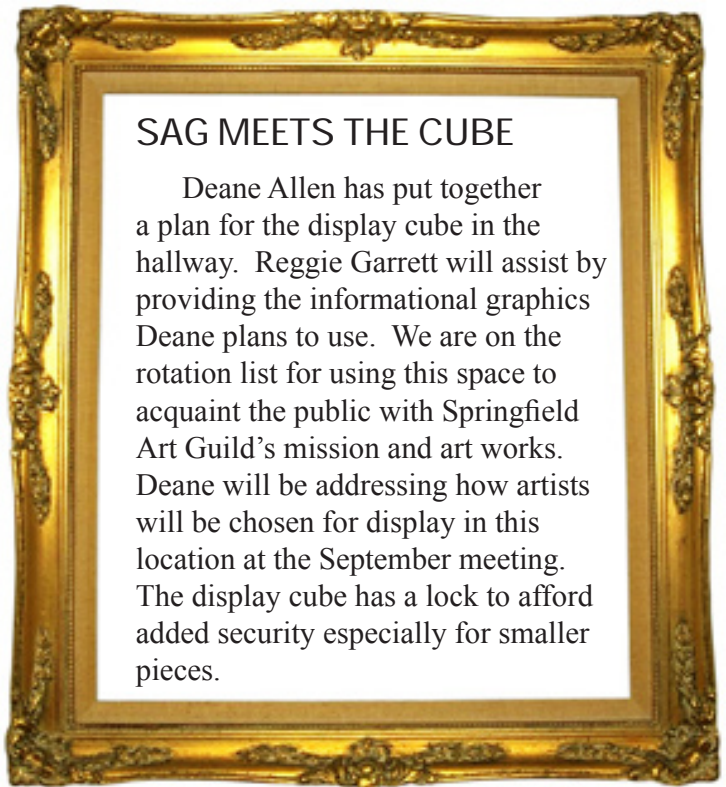 SAG MEETS THE CUBE
Deane Allen has put together
a plan for the display cube in the
hallway.  Reggie Garrett will assist by
providing the informational graphics
Deane plans to use.  We are on the
rotation list for using this space to
acquaint the public with Springfield
Art Guild’s mission and art works.
Deane will be addressing how artists
will be chosen for display in this
location at the September meeting.
The display cube has a lock to afford
added security especially for smaller
pieces.